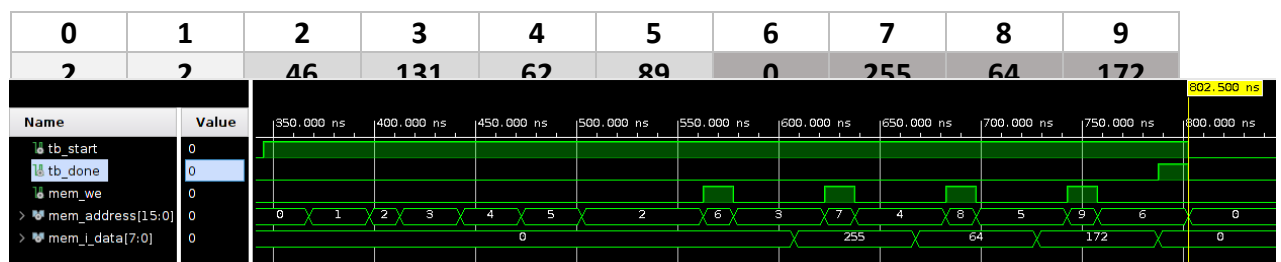 0 1 2 3 4 5 6 7 8 9
2 2 46 131 62 89 0 255 64 172
802.500 ns
Name Value 350.000 ns 400.000 ns 450.000 ns 500.000 ns 550.000 ns 600.000 ns 650.000 ns 700.000 ns 750.000 ns 800.000 ns
tb_start 0
tb_done 0
mem_we 0
> mem_address[15:0] 0 0 1 2 3 4 5 2 6 3 7 4 8 5 9 6 0
> mem_i_data[7:0] 0 0 255 64 172 0